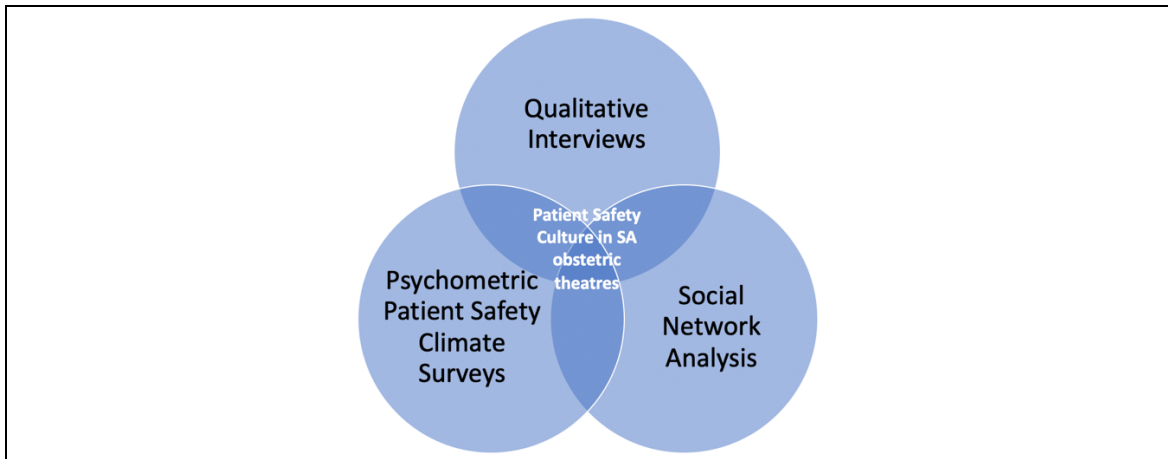 Qualitative
Interviews
Patient Safety
Culture in SA
obstetric
theatres
Psychometric
Patient Safety
Climate
Surveys
Social
Network
Analysis